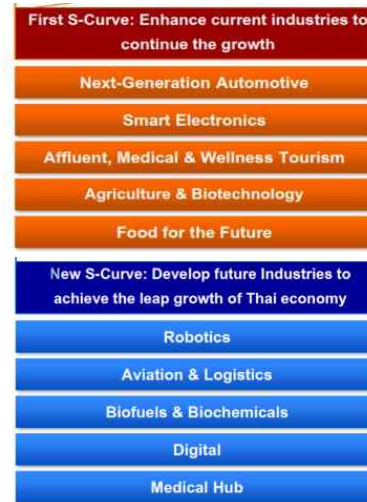 First S-Curve: Enhance current industries to
continue the growth
Next-Generation Automotive
Smart Electronics
Affluent, Medical & Wellness Tourism
Agriculture & Biotechnology
Food for the Future
New S-Curve: Develop future Industries to
achieve the leap growth of Thai economy
Robotics
Aviation & Logistics
Biofuels & Biochemicals
Digital
Medical Hub